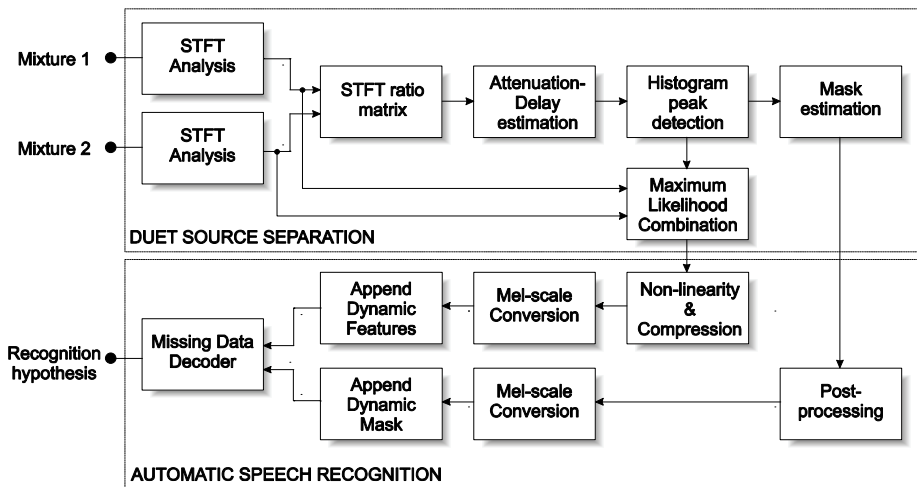 Mixture 1
STFT
Analysis
STFT ratio
matrix
Attenuation-
Delay
estimation
Histogram
peak
detection
Mask
estimation
Mixture 2
STFT
Analysis
Maximum
Likelihood
Combination
DUET SOURCE SEPARATION
Append
Dynamic
Features
Mel-scale
Conversion
Non-linearity
&
Compression
Recognition
hypothesis
Missing Data
Decoder
Append
Dynamic
Mask
Mel-scale
Conversion
Post-
processing
AUTOMATIC SPEECH RECOGNITION